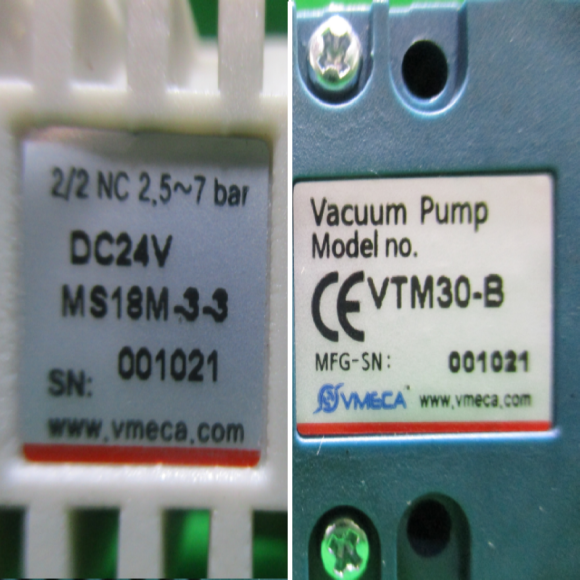 2/2 NC 2,5~7 bar
DC24V
MS18M-3-3
001021
SN:
www.vmeca.com
Vacuum Pump
Model no.
CE VTM30-B
MFG-SN: 001021
VMECA www.vmeca.com